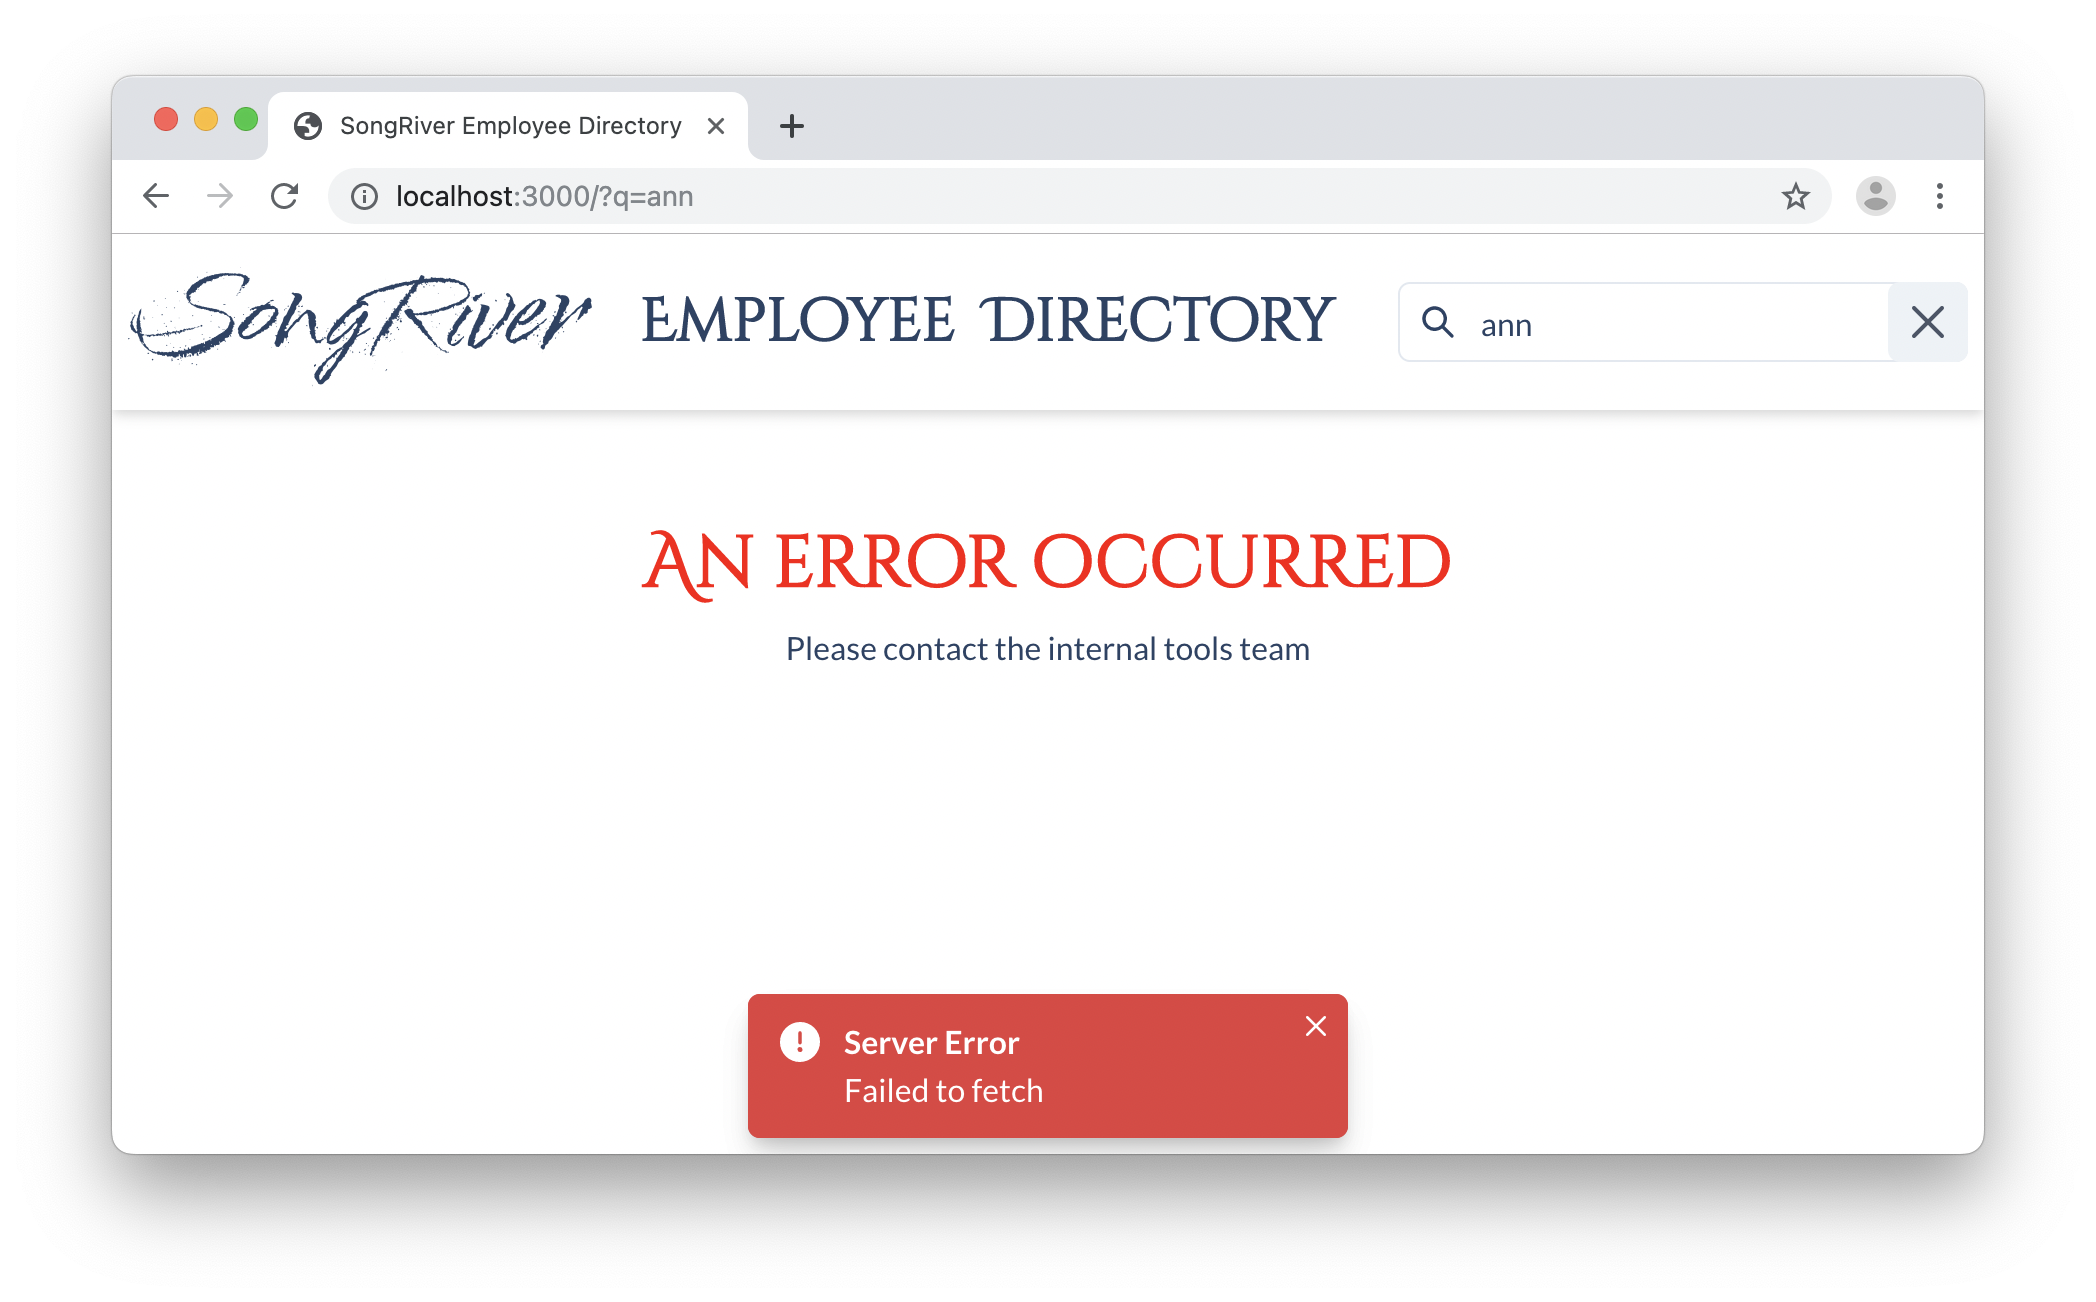 SongRiver Employee Directory
localhost:3000/?q=ann
SongRiver EMPLOYEE DIRECTORY
ann
AN ERROR OCCURRED
Please contact the internal tools team
Server Error
Failed to fetch